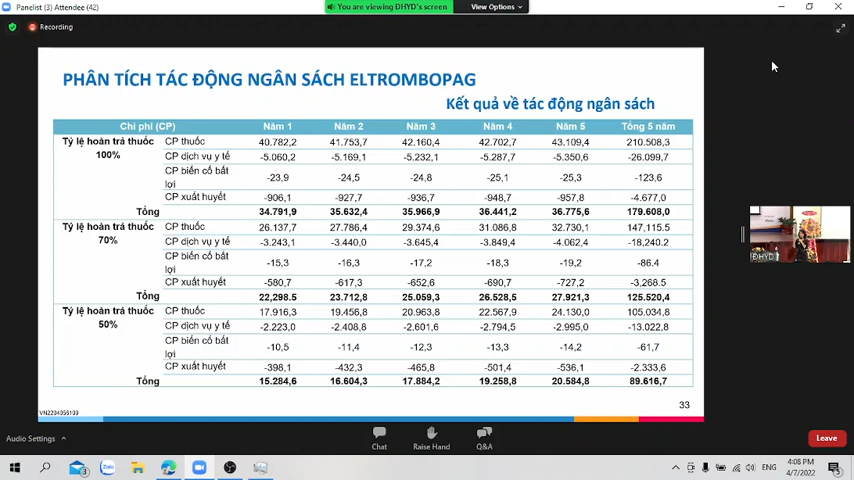 Panelist (3) Attendee (42)
You are viewing ĐHYD's screen
View Options
Recording
PHÂN TÍCH TÁC ĐỘNG NGÂN SÁCH ELTROMBOPAG
Kết quả về tác động ngân sách
Chi phí (CP) Năm 1 Năm 2 Năm 3 Năm 4 Năm 5 Tổng 5 năm
Tỷ lệ hoàn trả thuốc 100% CP thuốc 40.782,2 41.753,7 42.160,4 42.702,7 43.109,4 210.508,3
CP dịch vụ y tế -5.060,2 -5.169,1 -5.232,1 -5.287,7 -5.350,6 -26.099,7
CP biến cố bất lợi -23,9 -24,5 -24,8 -25,1 -25,3 -123,6
CP xuất huyết -906,1 -927,7 -936,7 -948,7 -957,8 -4.677,0
Tổng 34.791,9 35.632,4 35.966,9 36.441,2 36.775,6 179.608,0
Tỷ lệ hoàn trả thuốc 70% CP thuốc 26.137,7 27.786,4 29.374,6 31.086,8 32.730,1 147,115.5
CP dịch vụ y tế -3.243,1 -3.440,0 -3.645,4 -3.849,4 -4.062,4 -18,240.2
CP biến cố bất lợi -15,3 -16,3 -17,2 -18,3 -19,2 -86.4
CP xuất huyết -580,7 -617,3 -652,6 -690,7 -727,2 -3,268.5
Tổng 22,298.5 23.712,8 25.059,3 26.528,5 27.921,3 125.520,4
Tỷ lệ hoàn trả thuốc 50% CP thuốc 17.916,3 19.456,8 20.963,8 22.567,9 24.130,0 105.034,8
CP dịch vụ y tế -2.223,0 -2.408,8 -2.601,6 -2.794,5 -2.995,0 -13.022,8
CP biến cố bất lợi -10,5 -11,4 -12,3 -13,3 -14,2 -61,7
CP xuất huyết -398,1 -432,3 -465,8 -501,4 -536,1 -2.333,6
Tổng 15.284,6 16.604,3 17.884,2 19.258,8 20.584,8 89.616,7
33
VN2204056109
ĐHYD
Audio Settings
Chat
Raise Hand
Q&A
Leave
Zalo
ENG
4:08 PM
4/7/2022